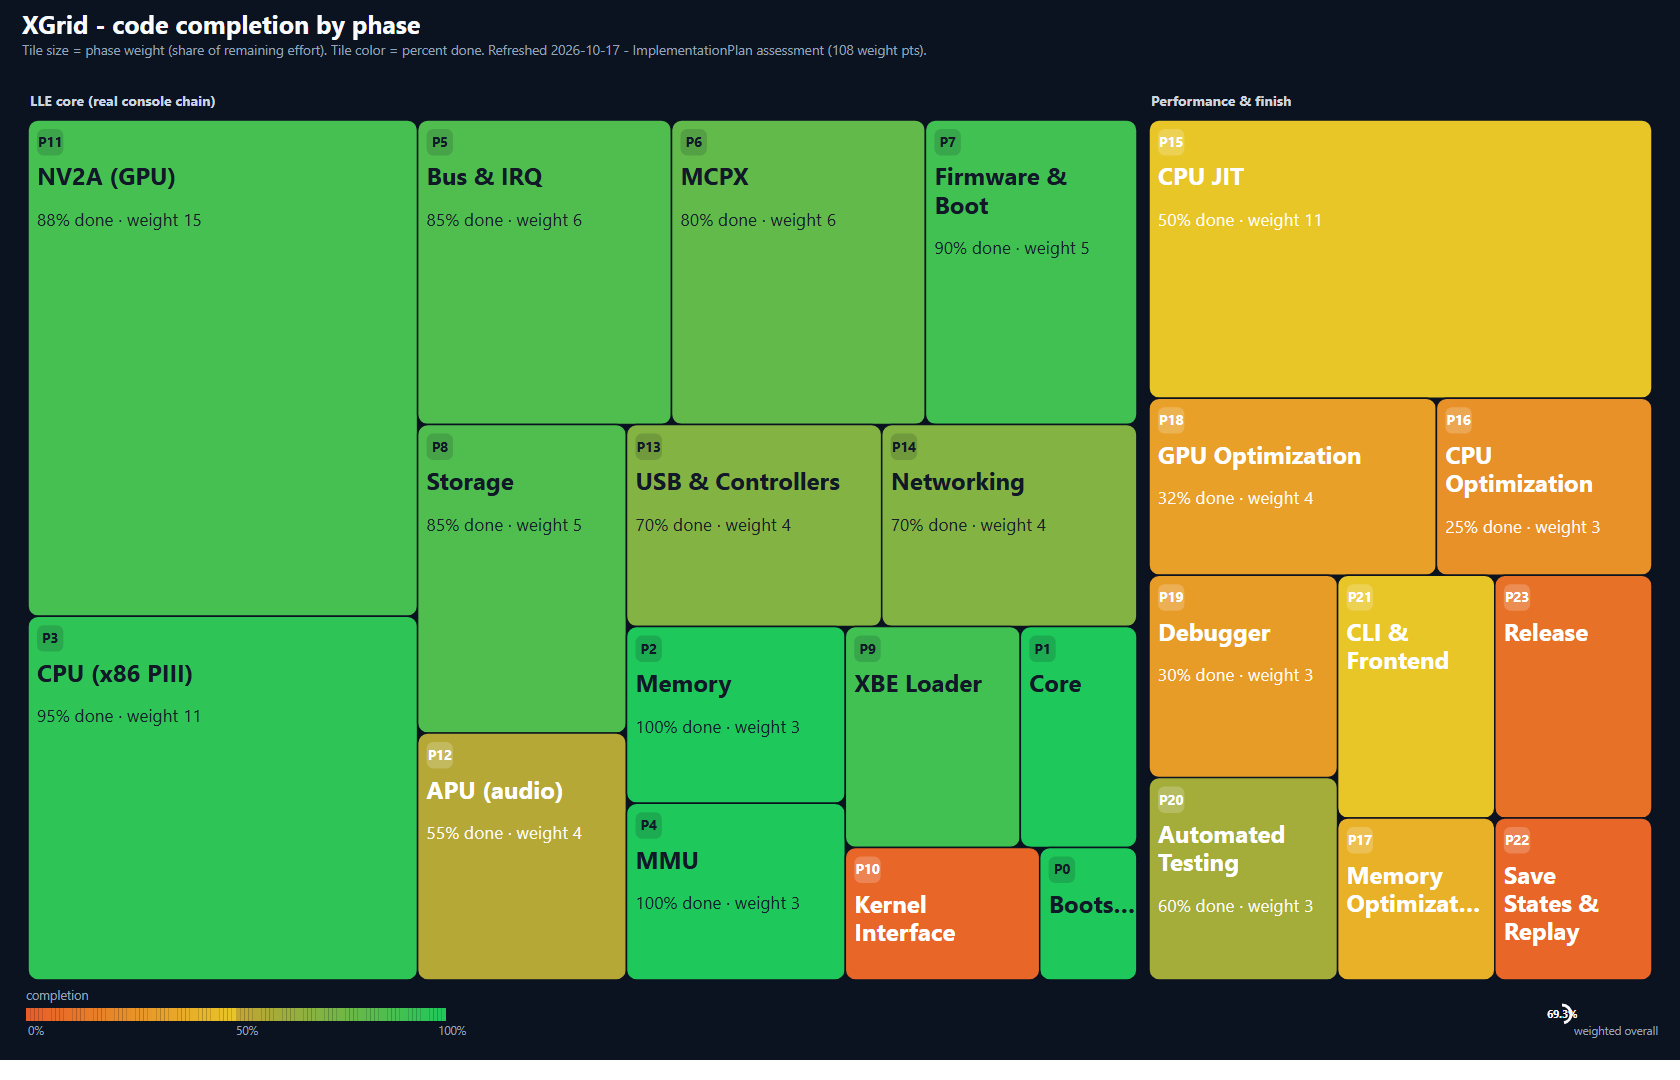 XGrid - code completion by phase
Tile size = phase weight (share of remaining effort). Tile color = percent done. Refreshed 2026-10-17 - ImplementationPlan assessment (108 weight pts).
LLE core (real console chain)
P11
NV2A (GPU)
88% done · weight 15
P5
Bus & IRQ
85% done · weight 6
P6
MCPX
80% done · weight 6
P7
Firmware &
Boot
90% done · weight 5
P3
CPU (x86 PIII)
95% done · weight 11
P8
Storage
85% done · weight 5
P13
USB & Controllers
70% done · weight 4
P14
Networking
70% done · weight 4
P12
APU (audio)
55% done · weight 4
P2
Memory
100% done · weight 3
P9
XBE Loader
P1
Core
P4
MMU
100% done · weight 3
P10
Kernel
Interface
P0
Boots...
Performance & finish
P15
CPU JIT
50% done · weight 11
P18
GPU Optimization
32% done · weight 4
P16
CPU
Optimization
25% done · weight 3
P19
Debugger
30% done · weight 3
P21
CLI &
Frontend
P23
Release
P20
Automated
Testing
60% done · weight 3
P17
Memory
Optimizat...
P22
Save
States &
Replay
completion
0%
50%
100%
69.3%
weighted overall